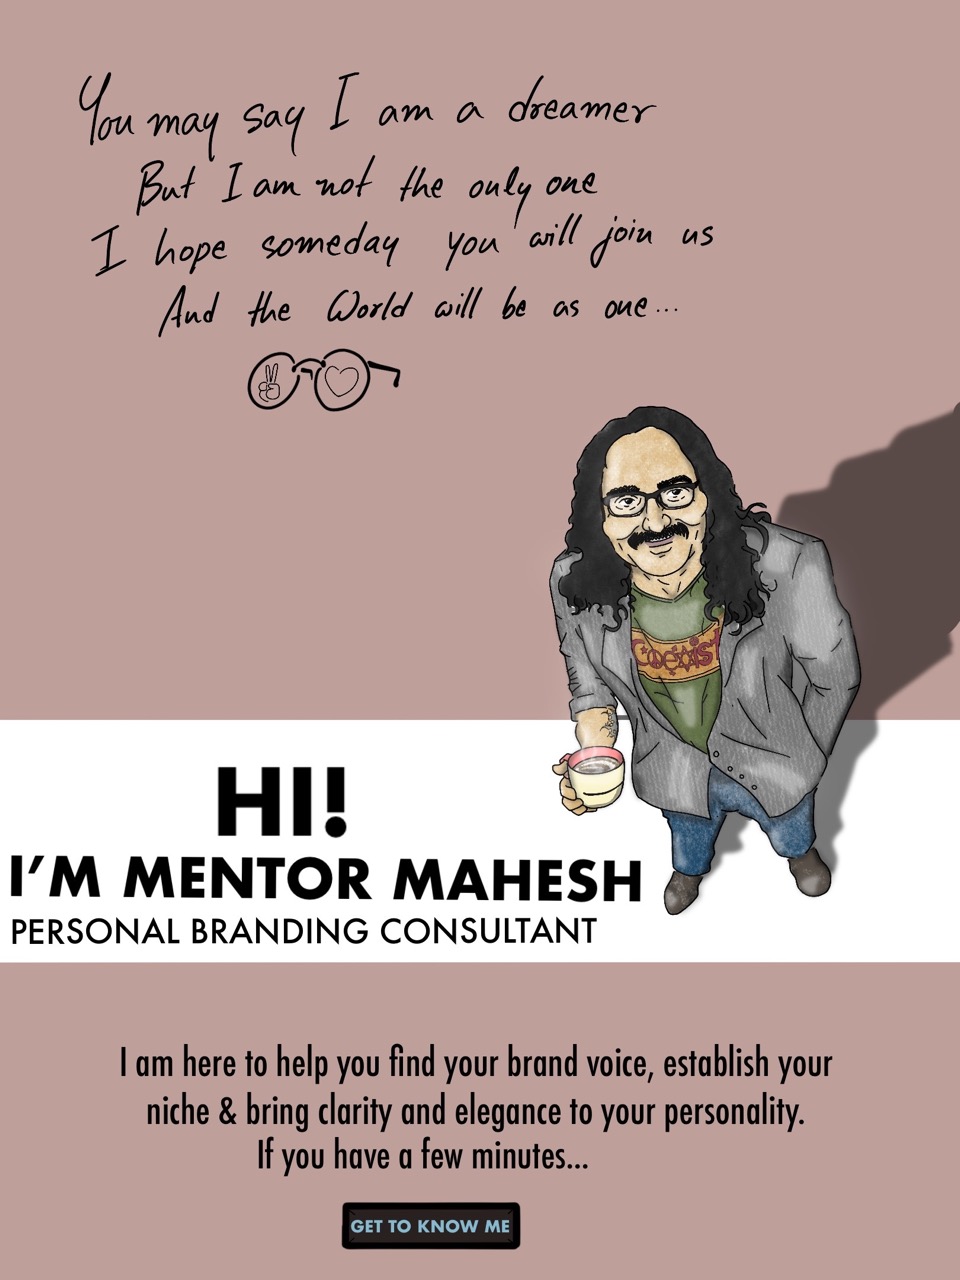 You may say I am a dreamer
But I am not the only one
I hope someday you will join us
And the World will be as one...
COEXIST
HI!
I'M MENTOR MAHESH
PERSONAL BRANDING CONSULTANT
I am here to help you find your brand voice, establish your
niche & bring clarity and elegance to your personality.
If you have a few minutes...
GET TO KNOW ME